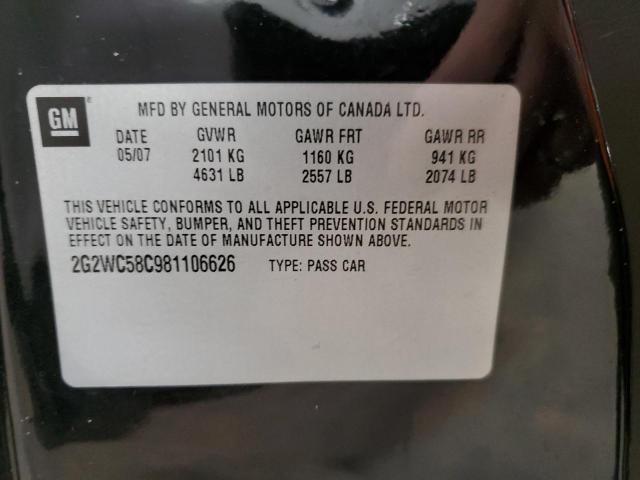 GM ®
MFD BY GENERAL MOTORS OF CANADA LTD.
DATE GVWR GAWR FRT GAWR RR
05/07 2101 KG 1160 KG 941 KG
4631 LB 2557 LB 2074 LB
THIS VEHICLE CONFORMS TO ALL APPLICABLE U.S. FEDERAL MOTOR
VEHICLE SAFETY, BUMPER, AND THEFT PREVENTION STANDARDS IN
EFFECT ON THE DATE OF MANUFACTURE SHOWN ABOVE.
2G2WC58C981106626 TYPE: PASS CAR